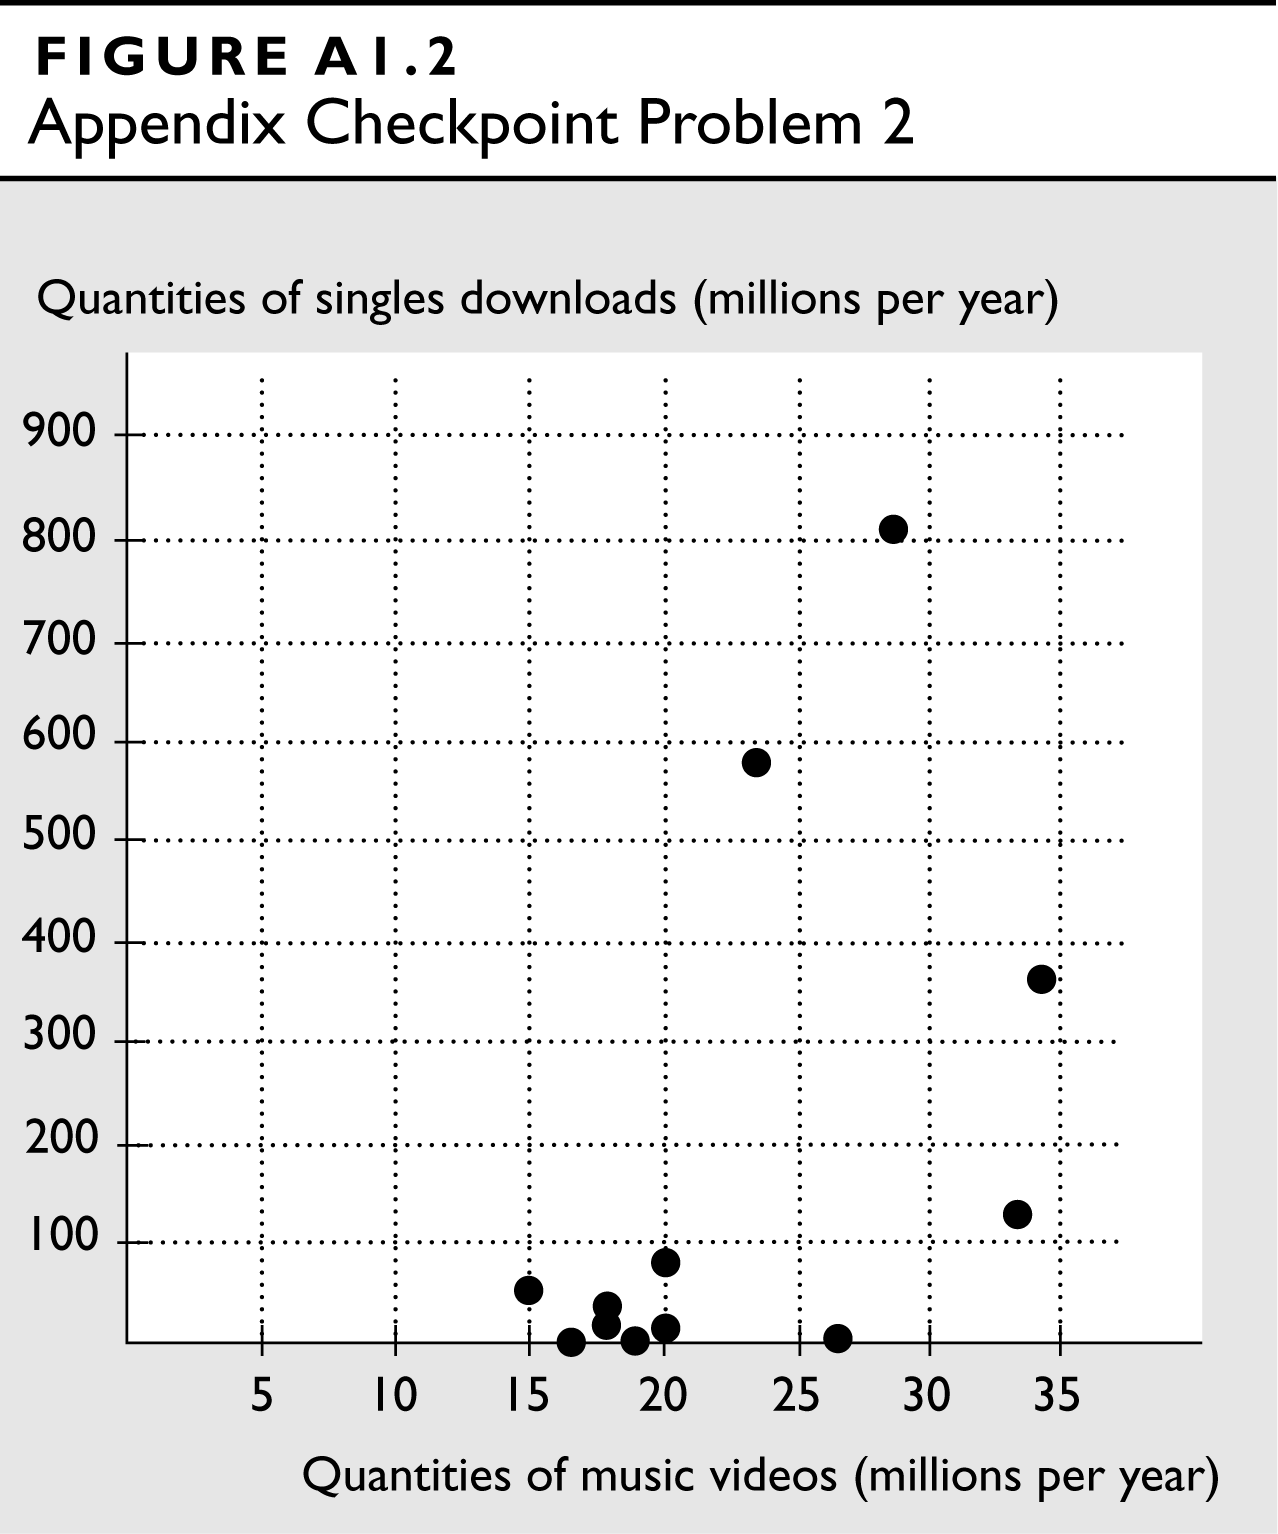 FIGURE A1.2
Appendix Checkpoint Problem 2
Quantities of singles downloads (millions per year)
900
800
700
600
500
400
300
200
100
5 10 15 20 25 30 35
Quantities of music videos (millions per year)